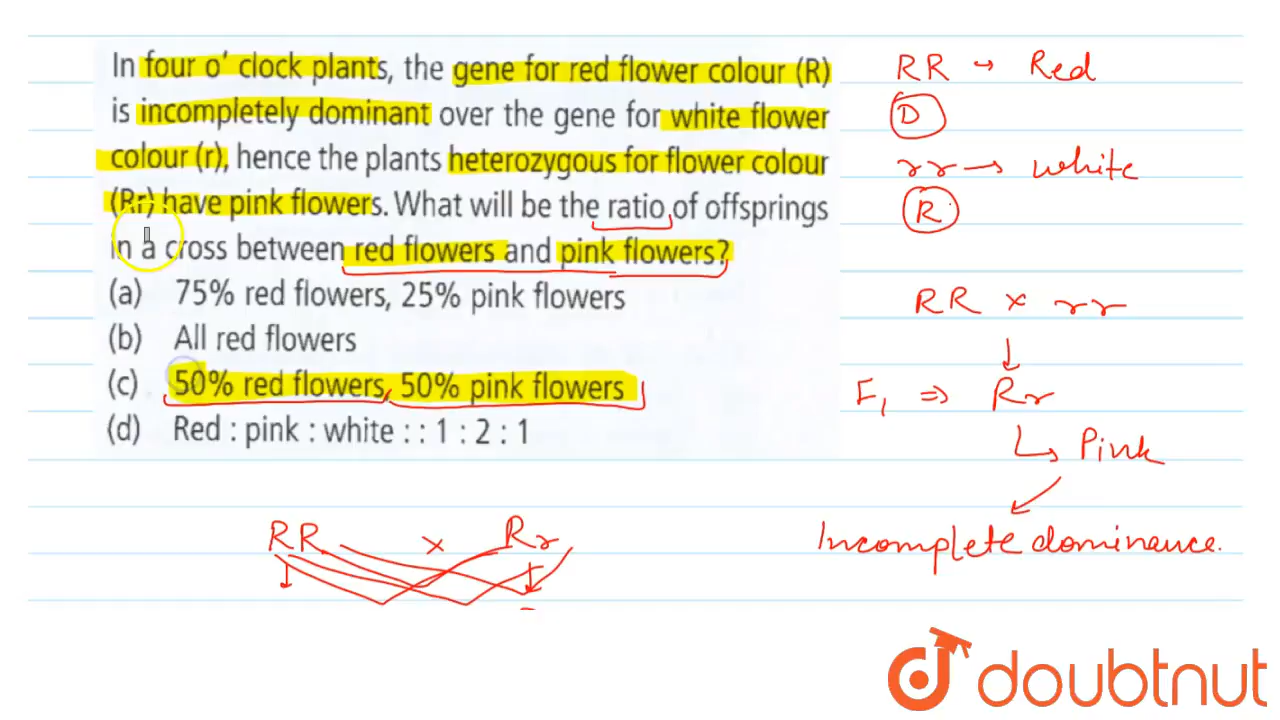 In four o' clock plants, the gene for red flower colour (R)
is incompletely dominant over the gene for white flower
colour (r), hence the plants heterozygous for flower colour
(Rr) have pink flowers. What will be the ratio of offsprings
in a cross between red flowers and pink flowers?
(a) 75% red flowers, 25% pink flowers
(b) All red flowers
(c) 50% red flowers, 50% pink flowers
(d) Red : pink : white : : 1 : 2 : 1
RR → Red
D
rr → white
R
RR × rr
↓
F₁ ⇒ Rr
↳ Pink
Incomplete dominance.
RR × Rr
doubtnut